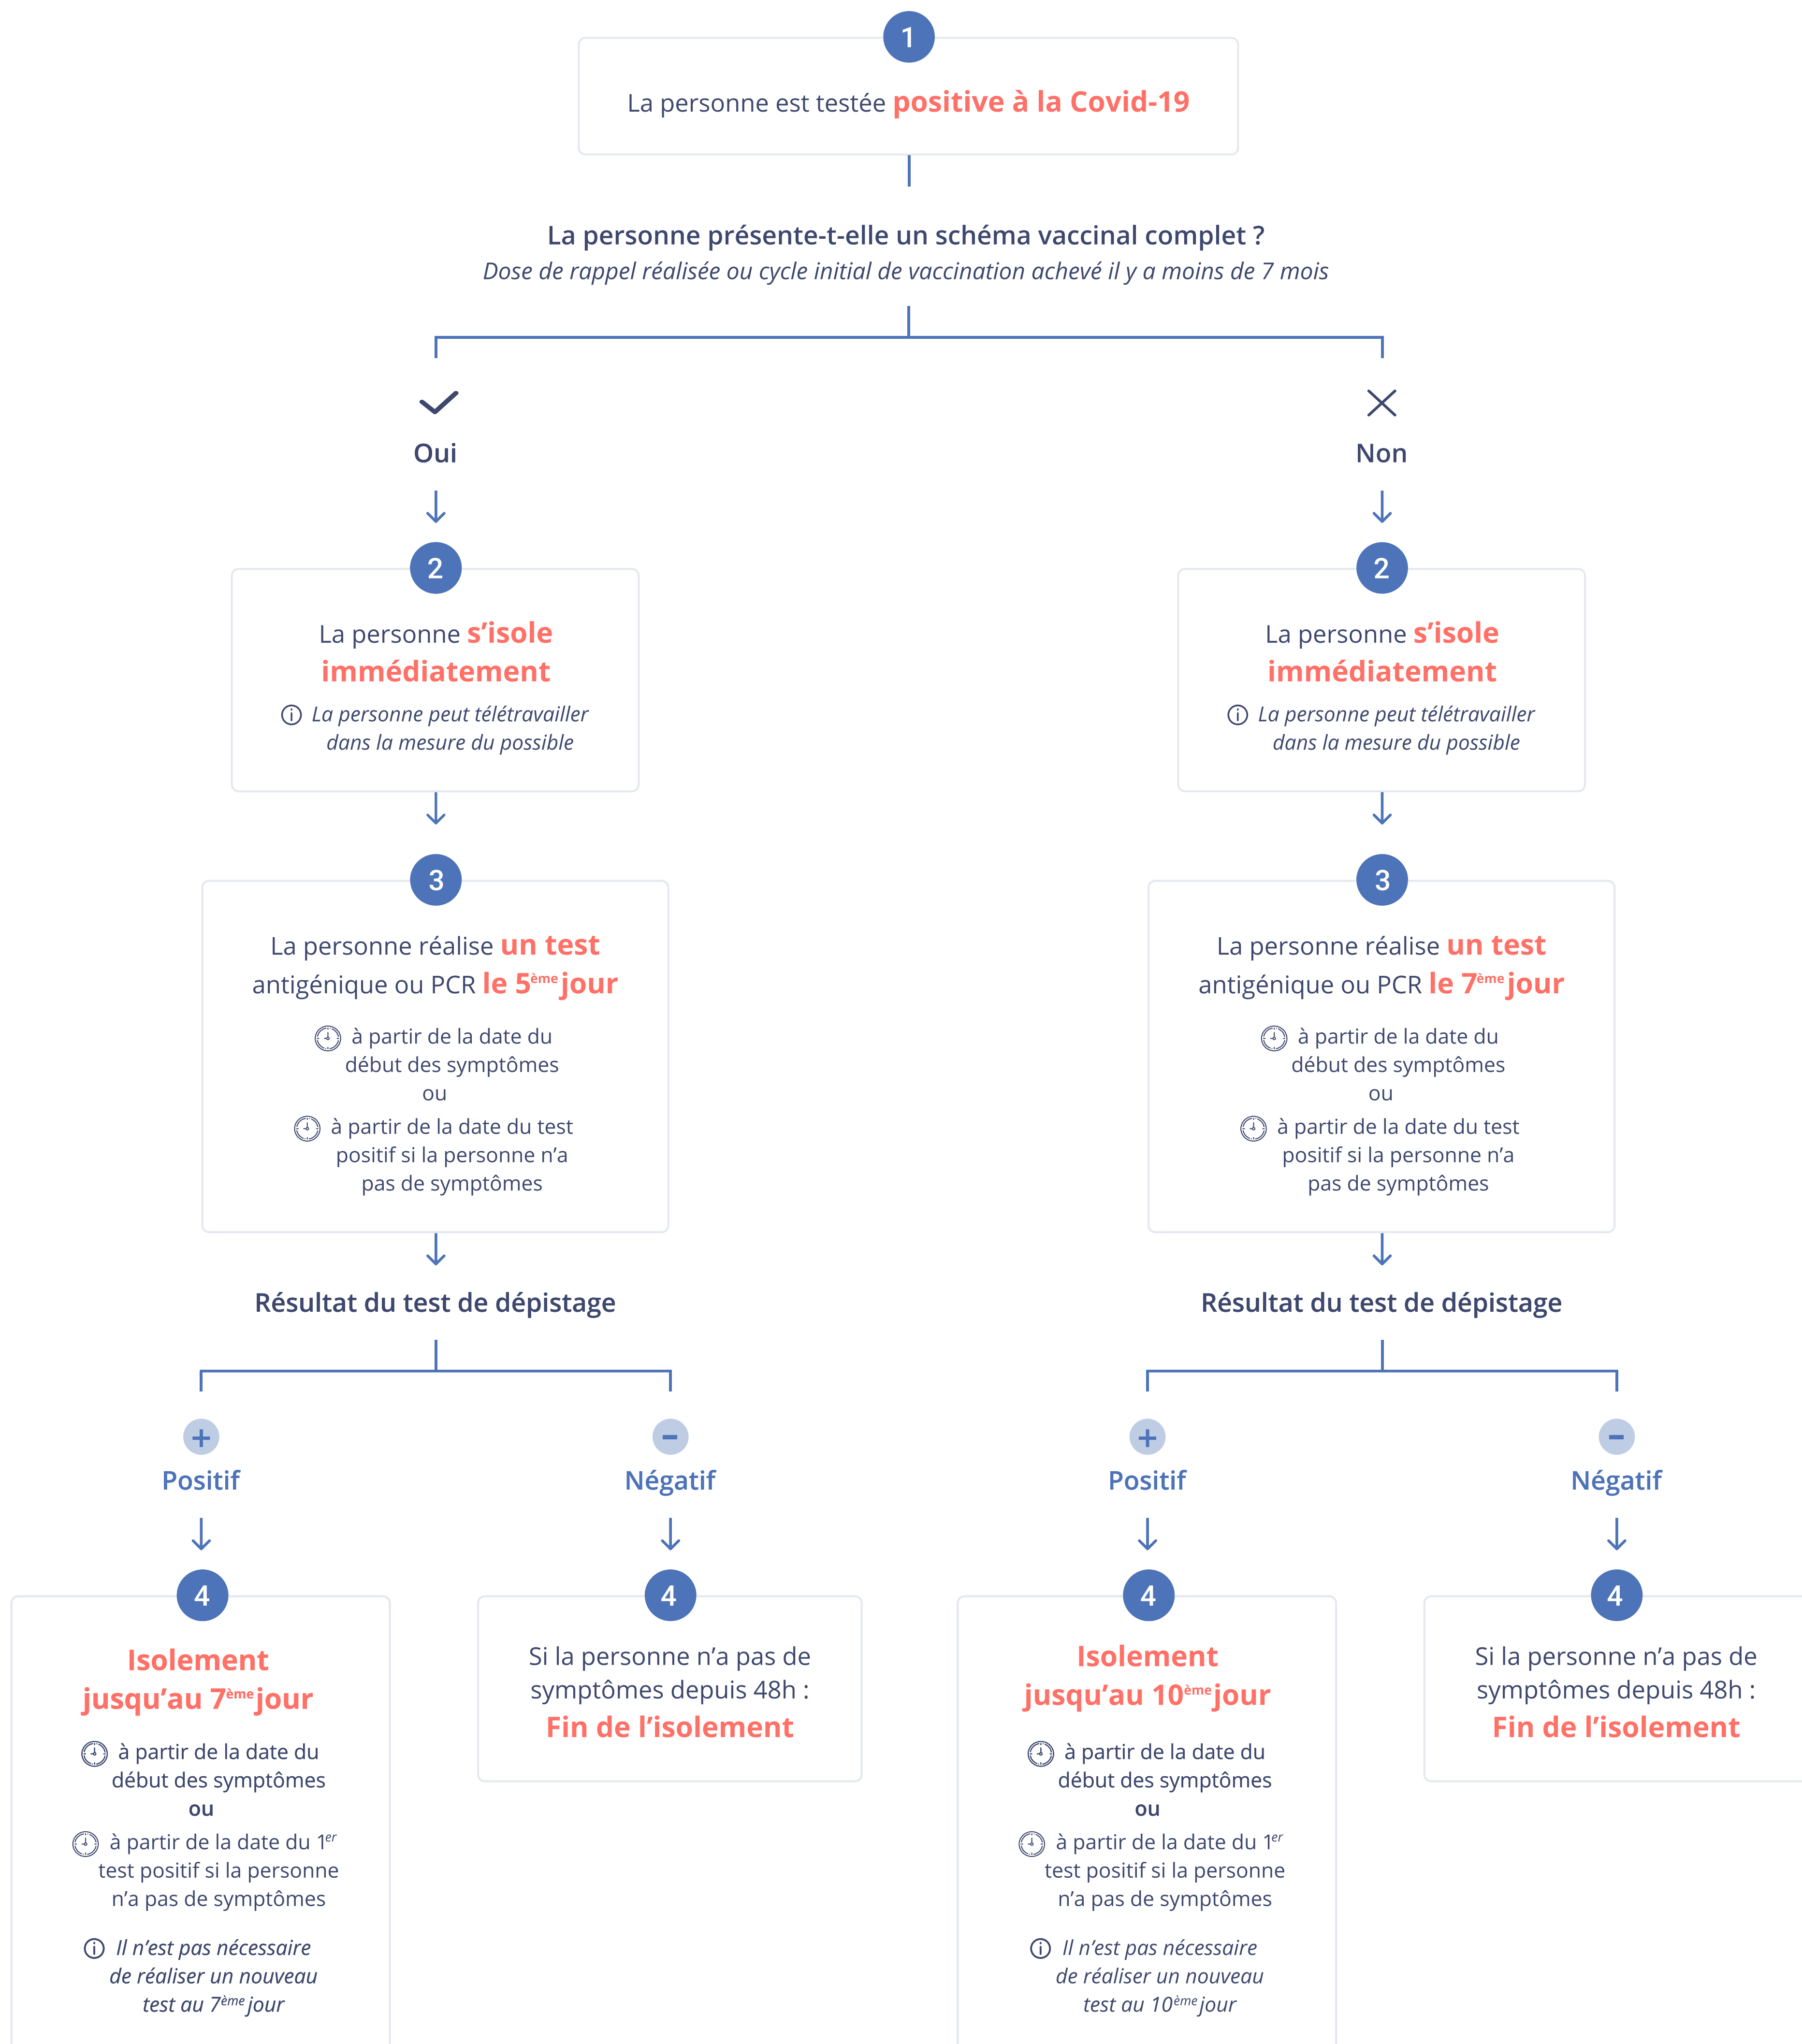 1
La personne est testée positive à la Covid-19
La personne présente-t-elle un schéma vaccinal complet ?
Dose de rappel réalisée ou cycle initial de vaccination achevé il y a moins de 7 mois
Oui
2
La personne s’isole
immédiatement
La personne peut télétravailler
dans la mesure du possible
3
La personne réalise un test
antigénique ou PCR le 5ème jour
à partir de la date du
début des symptômes
ou
à partir de la date du test
positif si la personne n’a
pas de symptômes
Résultat du test de dépistage
Positif
4
Isolement
jusqu’au 7ème jour
à partir de la date du
début des symptômes
ou
à partir de la date du 1er
test positif si la personne
n’a pas de symptômes
Il n’est pas nécessaire
de réaliser un nouveau
test au 7ème jour
Négatif
4
Si la personne n’a pas de
symptômes depuis 48h :
Fin de l’isolement
Non
2
La personne s’isole
immédiatement
La personne peut télétravailler
dans la mesure du possible
3
La personne réalise un test
antigénique ou PCR le 7ème jour
à partir de la date du
début des symptômes
ou
à partir de la date du test
positif si la personne n’a
pas de symptômes
Résultat du test de dépistage
Positif
4
Isolement
jusqu’au 10ème jour
à partir de la date du
début des symptômes
ou
à partir de la date du 1er
test positif si la personne
n’a pas de symptômes
Il n’est pas nécessaire
de réaliser un nouveau
test au 10ème jour
Négatif
4
Si la personne n’a pas de
symptômes depuis 48h :
Fin de l’isolement